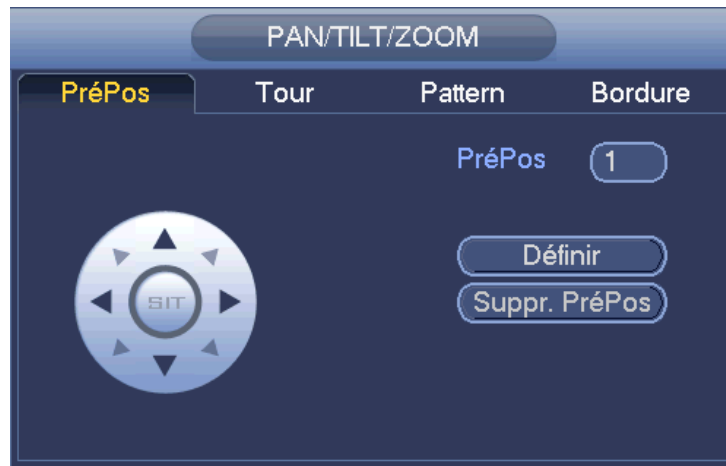 PAN/TILT/ZOOM
PréPos Tour Pattern Bordure
PréPos 1
Définir
SIT
Suppr. PréPos